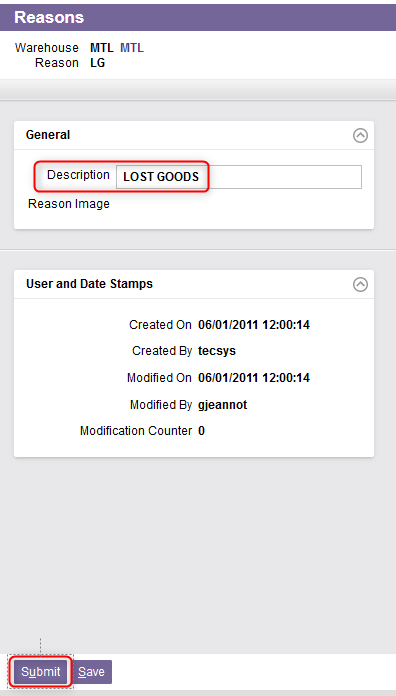 Reasons
Warehouse MTL MTL
Reason LG
General
Description LOST GOODS
Reason Image
User and Date Stamps
Created On 06/01/2011 12:00:14
Created By tecsys
Modified On 06/01/2011 12:00:14
Modified By gjeannot
Modification Counter 0
Submit Save